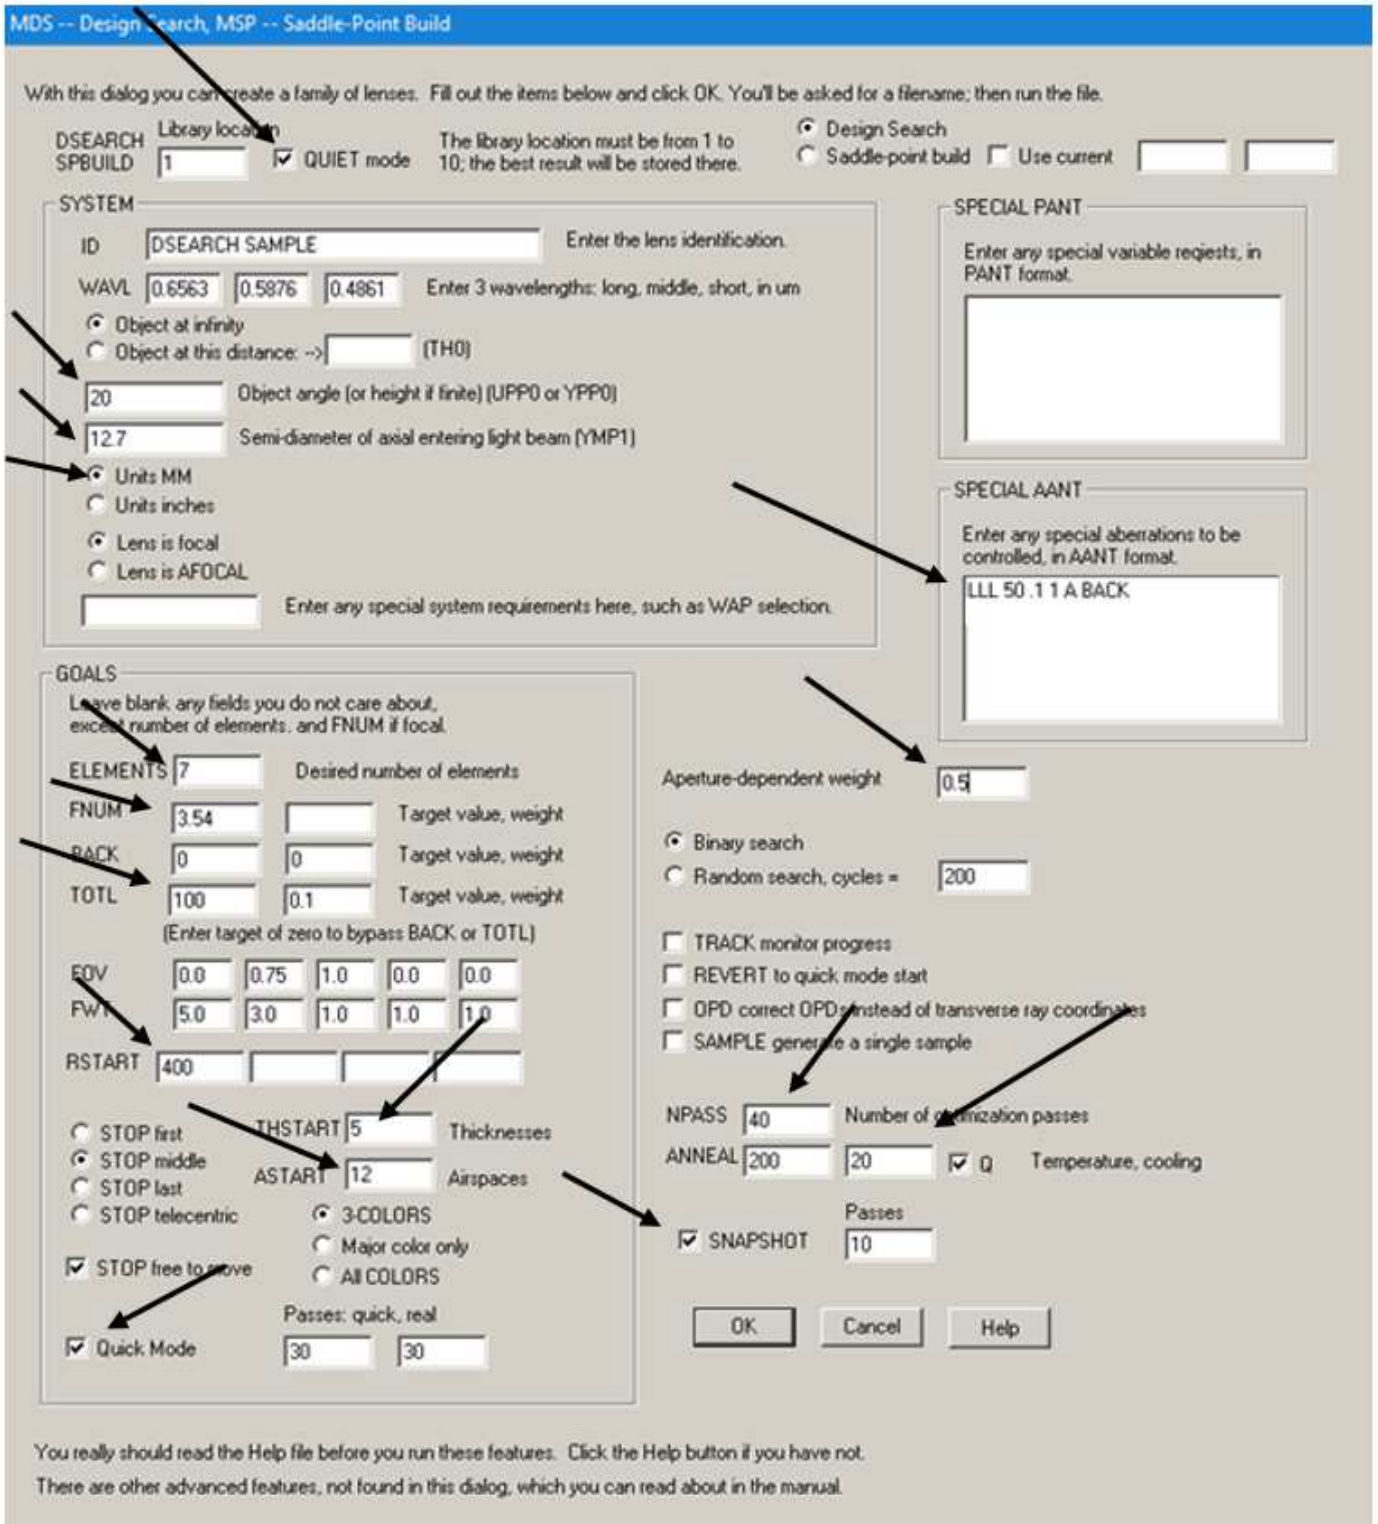 MDS -- Design Search, MSP -- Saddle-Point Build
With this dialog you can create a family of lenses. Fill out the items below and click OK. You'll be asked for a filename; then run the file.
DSEARCH
SPBUILD
Library location
1
QUIET mode
The library location must be from 1 to
10; the best result will be stored there.
Design Search
Saddle-point build Use current
SYSTEM
ID DSEARCH SAMPLE Enter the lens identification.
WAVL 0.6563 0.5876 0.4861 Enter 3 wavelengths: long, middle, short, in um
Object at infinity
Object at this distance: --> (TH0)
20 Object angle (or height if finite) (UPP0 or YPP0)
12.7 Semi-diameter of axial entering light beam (YMP1)
Units MM
Units inches
Lens is focal
Lens is AFOCAL
Enter any special system requirements here, such as WAP selection.
SPECIAL PANT
Enter any special variable reqiests, in
PANT format.
SPECIAL AANT
Enter any special aberrations to be
controlled, in AANT format.
LLL 50 .1 1 A BACK
GOALS
Leave blank any fields you do not care about,
except number of elements, and FNUM if focal.
ELEMENTS 7 Desired number of elements
FNUM 3.54 Target value, weight
BACK 0 0 Target value, weight
TOTL 100 0.1 Target value, weight
(Enter target of zero to bypass BACK or TOTL)
FOV 0.0 0.75 1.0 0.0 0.0
FWT 5.0 3.0 1.0 1.0 1.0
RSTART 400
STOP first
STOP middle
STOP last
STOP telecentric
STOP free to move
THSTART 5 Thicknesses
ASTART 12 Airspaces
3-COLORS
Major color only
All COLORS
Passes: quick, real
Quick Mode 30 30
Aperture-dependent weight 0.5
Binary search
Random search, cycles = 200
TRACK monitor progress
REVERT to quick mode start
OPD correct OPDs instead of transverse ray coordinates
SAMPLE generate a single sample
NPASS 40 Number of optimization passes
ANNEAL 200 20 Q Temperature, cooling
Passes
SNAPSHOT 10
OK Cancel Help
You really should read the Help file before you run these features. Click the Help button if you have not.
There are other advanced features, not found in this dialog, which you can read about in the manual.